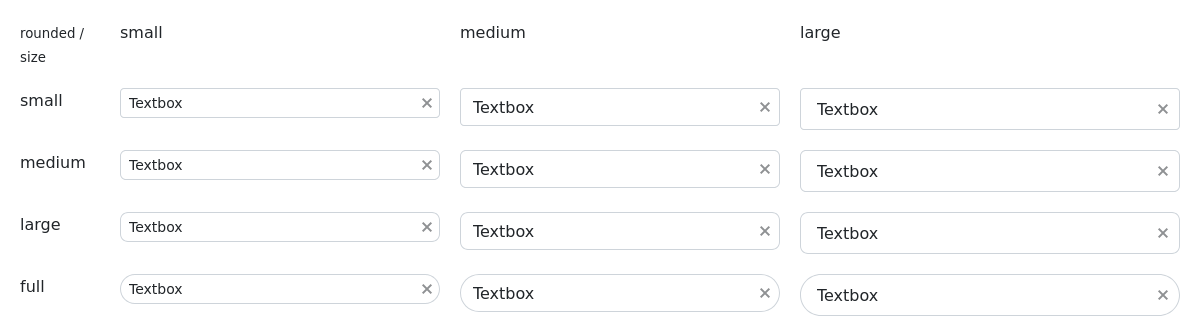 rounded / size small medium large
small Textbox × Textbox × Textbox ×
medium Textbox × Textbox × Textbox ×
large Textbox × Textbox × Textbox ×
full Textbox × Textbox × Textbox ×